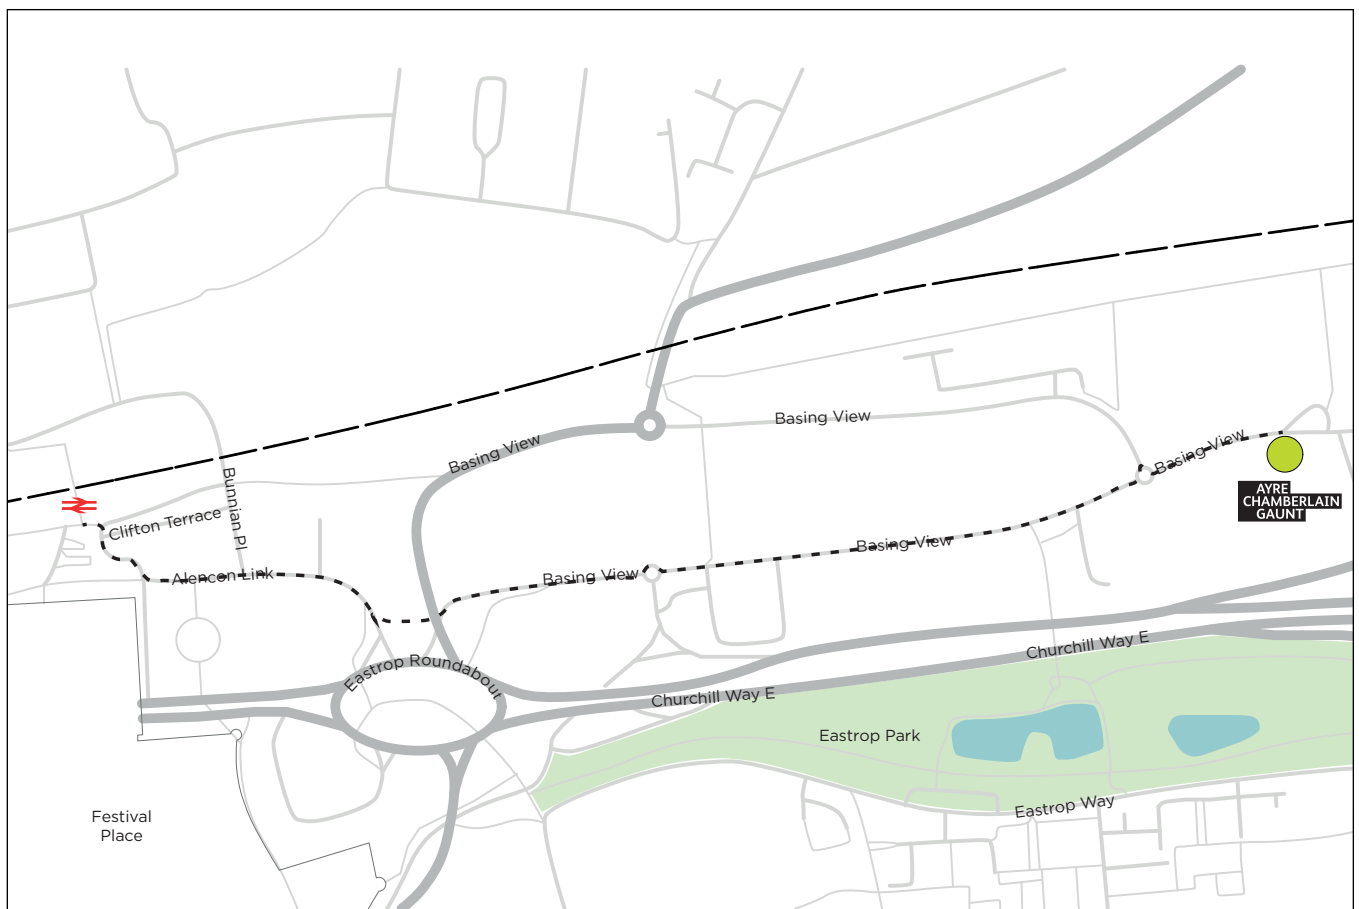 Basing View
Basing View
Basing View
Bunnian Pl
Clifton Terrace
AYRE
CHAMBERLAIN
GAUNT
Basing View
Alencon Link
Basing View
Churchill Way E
Eastrop Roundabout
Churchill Way E
Eastrop Park
Eastrop Way
Festival
Place